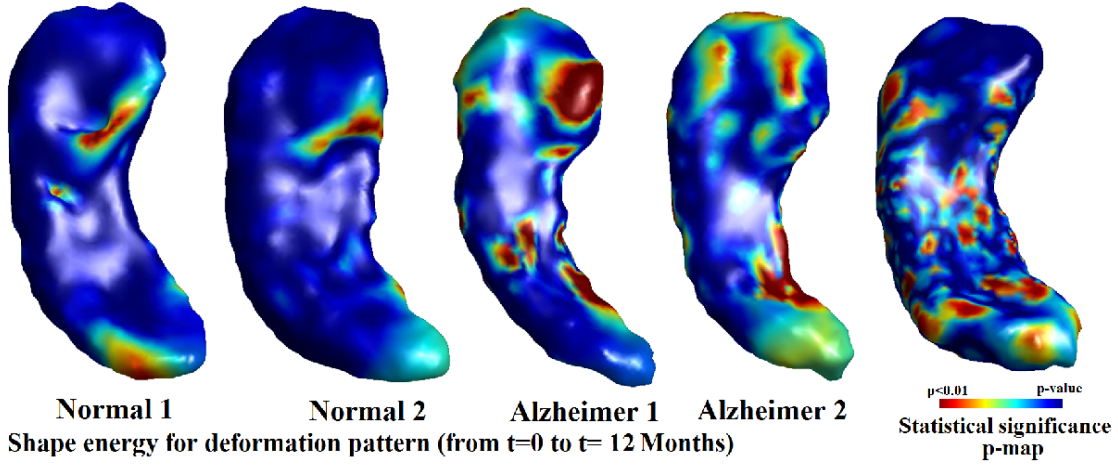 p<0.01 p-value
Normal 1 Normal 2 Alzheimer 1 Alzheimer 2
Statistical significance
p-map
Shape energy for deformation pattern (from t=0 to t= 12 Months)